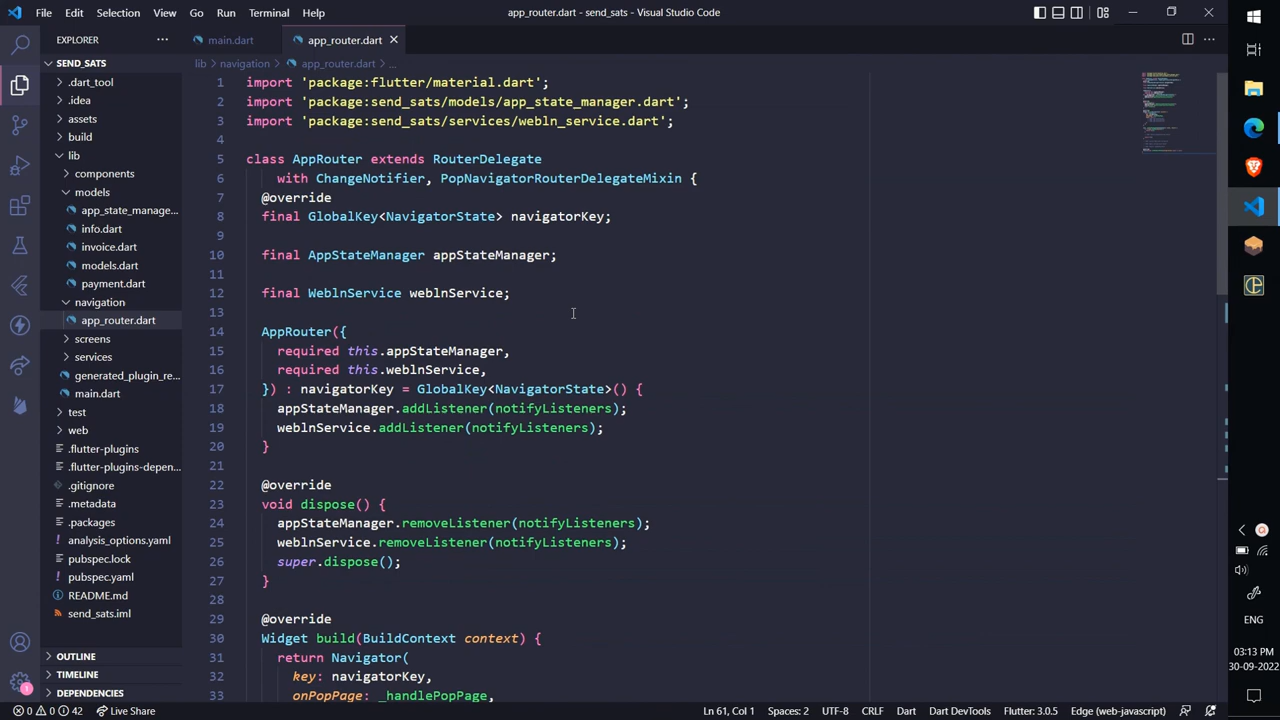 File Edit Selection View Go Run Terminal Help
app_router.dart - send_sats - Visual Studio Code
EXPLORER
SEND_SATS
.dart_tool
.idea
assets
build
lib
components
models
app_state_manage...
info.dart
invoice.dart
models.dart
payment.dart
navigation
app_router.dart
screens
services
generated_plugin_re...
main.dart
test
web
.flutter-plugins
.flutter-plugins-depen...
.gitignore
.metadata
.packages
analysis_options.yaml
pubspec.lock
pubspec.yaml
README.md
send_sats.iml
OUTLINE
TIMELINE
DEPENDENCIES
main.dart
app_router.dart
lib > navigation > app_router.dart > ...
1 import 'package:flutter/material.dart';
2 import 'package:send_sats/models/app_state_manager.dart';
3 import 'package:send_sats/services/webln_service.dart';
4
5 class AppRouter extends RouterDelegate
6 with ChangeNotifier, PopNavigatorRouterDelegateMixin {
7 @override
8 final GlobalKey<NavigatorState> navigatorKey;
9
10 final AppStateManager appStateManager;
11
12 final WeblnService weblnService;
13
14 AppRouter({
15 required this.appStateManager,
16 required this.weblnService,
17 }) : navigatorKey = GlobalKey<NavigatorState>() {
18 appStateManager.addListener(notifyListeners);
19 weblnService.addListener(notifyListeners);
20 }
21
22 @override
23 void dispose() {
24 appStateManager.removeListener(notifyListeners);
25 weblnService.removeListener(notifyListeners);
26 super.dispose();
27 }
28
29 @override
30 Widget build(BuildContext context) {
31 return Navigator(
32 key: navigatorKey,
33 onPopPage: _handlePopPage,
1
0 0 42 Live Share
Ln 61, Col 1 Spaces: 2 UTF-8 CRLF Dart Dart DevTools Flutter: 3.0.5 Edge (web-javascript)
ENG
03:13 PM
30-09-2022